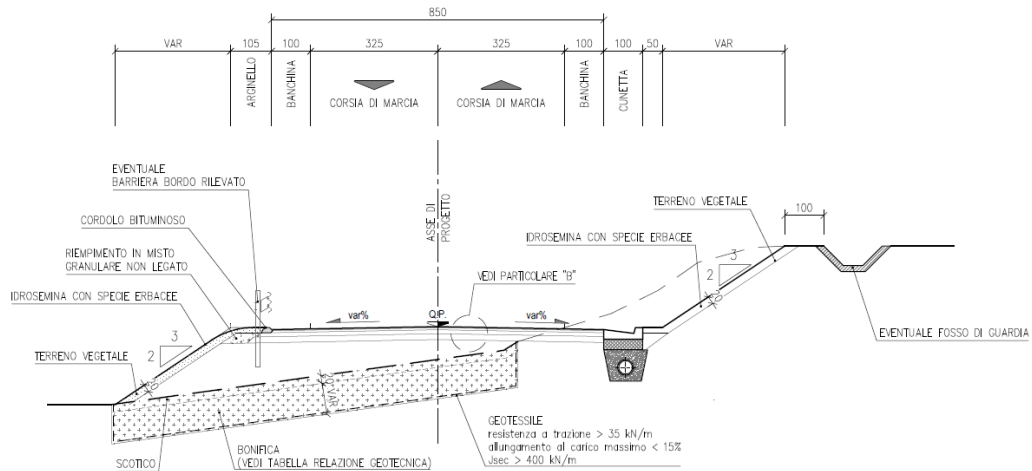 850
VAR
105
100
325
325
100
100
50
VAR
ARGINELLO
BANCHINA
CORSIA DI MARCIA
CORSIA DI MARCIA
BANCHINA
CUNETTA
EVENTUALE
BARRIERA BORDO RILEVATO
CORDOLO BITUMINOSO
RIEMPIMENTO IN MISTO
GRANULARE NON LEGATO
IDROSEMINA CON SPECIE ERBACEE
3
2
TERRENO VEGETALE
20
SCOTICO
ASSE DI
PROGETTO
Q.P.
var%
var%
VEDI PARTICOLARE "B"
TERRENO VEGETALE
100
IDROSEMINA CON SPECIE ERBACEE
3
2
20
EVENTUALE FOSSO DI GUARDIA
20
VAR
BONIFICA
(VEDI TABELLA RELAZIONE GEOTECNICA)
GEOTESSILE
resistenza a trazione > 35 kN/m
allungamento al carico massimo < 15%
Jsec > 400 kN/m